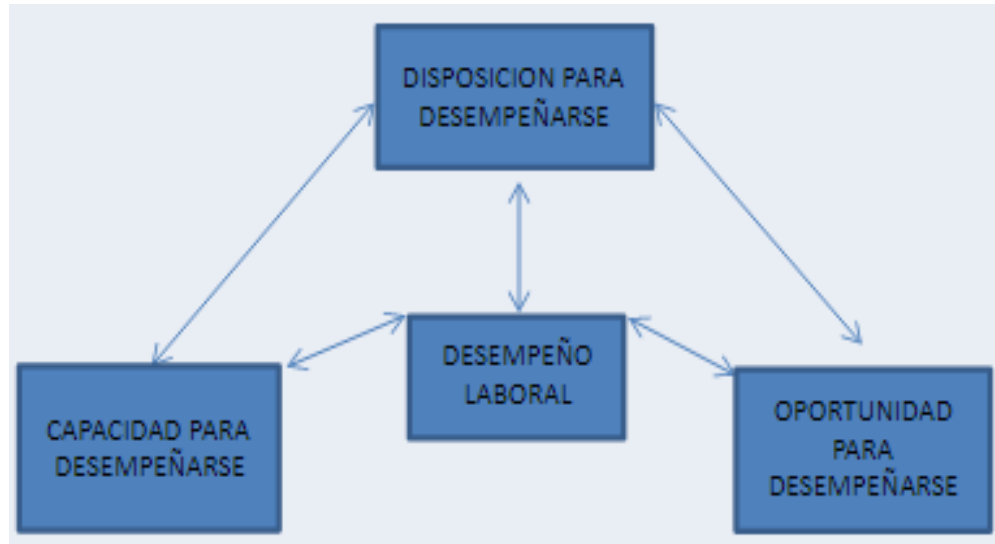 DISPOSICION PARA
DESEMPEÑARSE
DESEMPEÑO
LABORAL
CAPACIDAD PARA
DESEMPEÑARSE
OPORTUNIDAD
PARA
DESEMPEÑARSE